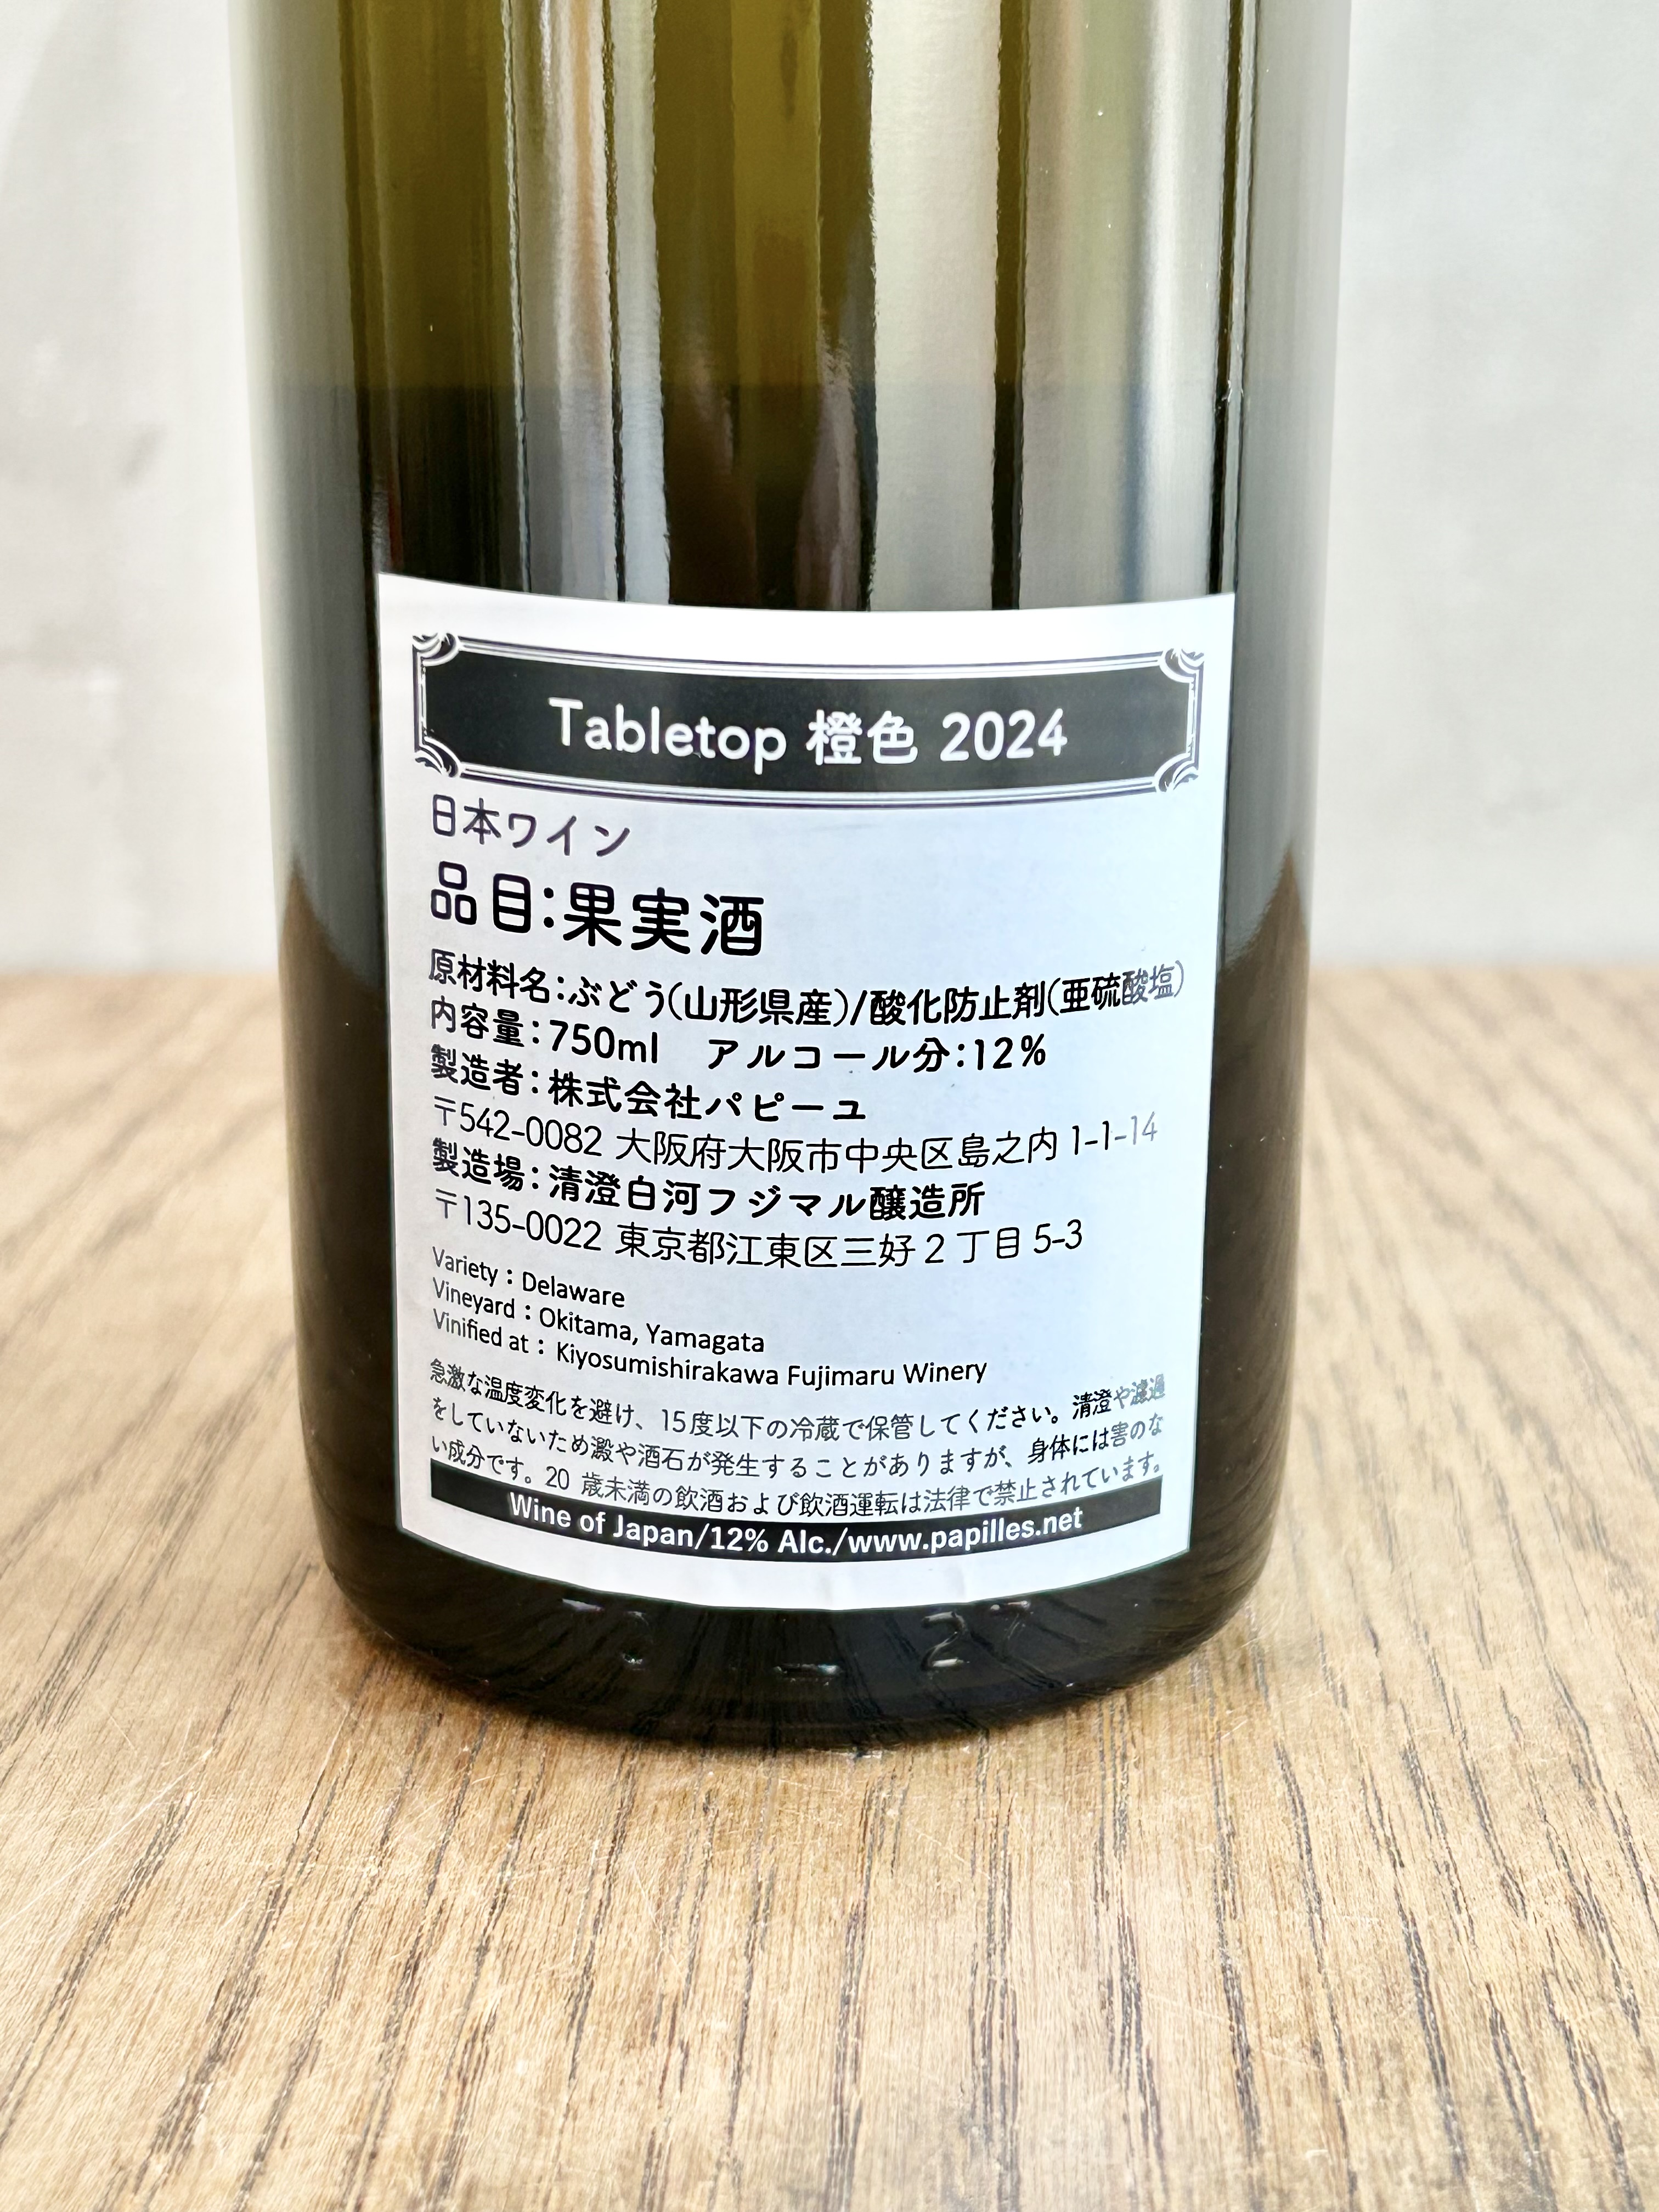 Tabletop 橙色 2024
日本ワイン
品目:果実酒
原材料名:ぶどう(山形県産)/酸化防止剤(亜硫酸塩)
内容量:750ml　アルコール分:12%
製造者:株式会社パピーユ
〒542-0082 大阪府大阪市中央区島之内 1-1-14
製造場:清澄白河フジマル醸造所
〒135-0022 東京都江東区三好 2 丁目 5-3
Variety：Delaware
Vineyard：Okitama, Yamagata
Vinified at：Kiyosumishirakawa Fujimaru Winery
急激な温度変化を避け、15度以下の冷蔵で保管してください。清澄や濾過
をしていないため澱や酒石が発生することがありますが、身体には害のな
い成分です。20 歳未満の飲酒および飲酒運転は法律で禁止されています。
Wine of Japan/12% Alc./www.papilles.net